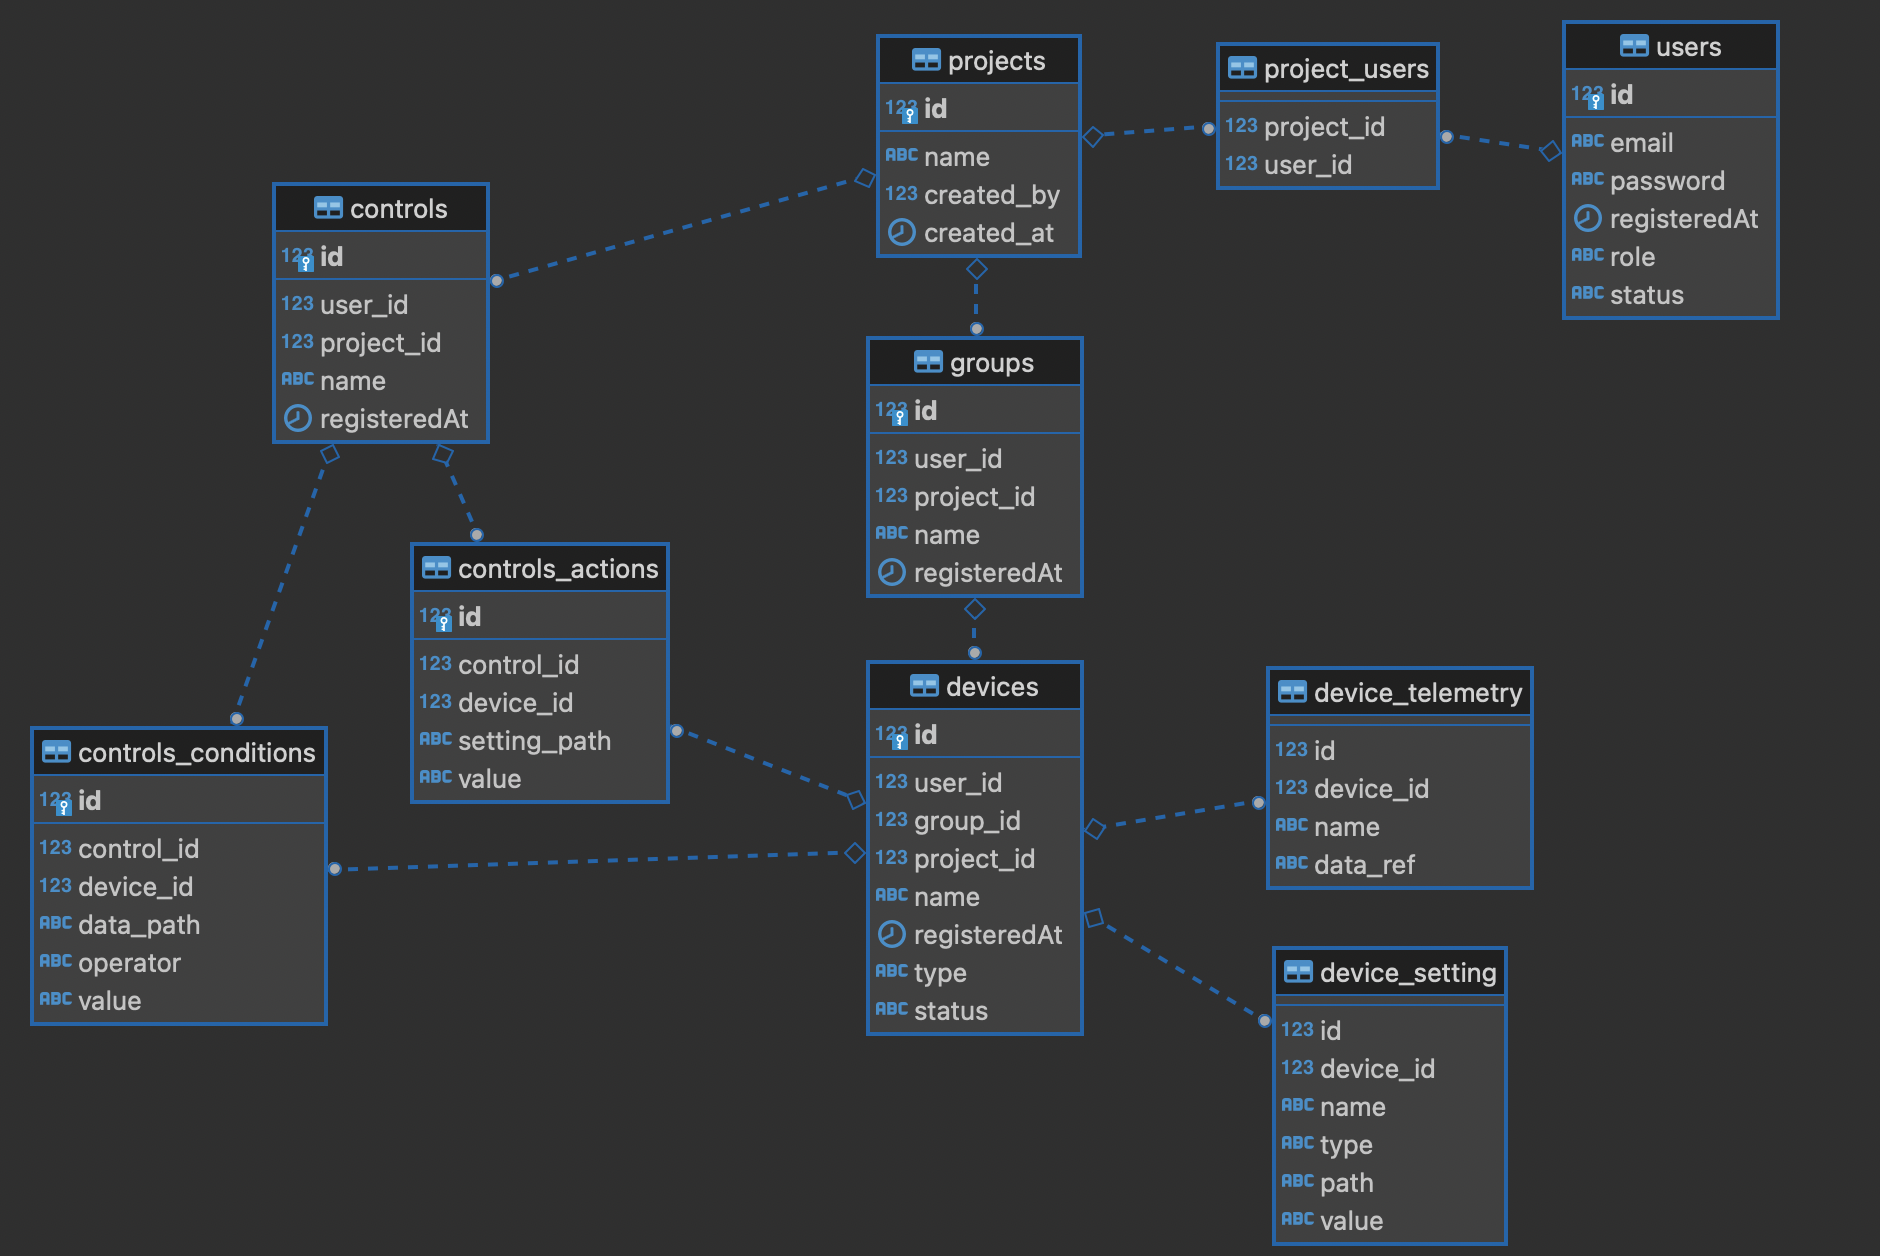 projects
123 id
ABC name
123 created_by
created_at
project_users
123 project_id
123 user_id
users
123 id
ABC email
ABC password
registeredAt
ABC role
ABC status
controls
123 id
123 user_id
123 project_id
ABC name
registeredAt
groups
123 id
123 user_id
123 project_id
ABC name
registeredAt
controls_actions
123 id
123 control_id
123 device_id
ABC setting_path
ABC value
controls_conditions
123 id
123 control_id
123 device_id
ABC data_path
ABC operator
ABC value
devices
123 id
123 user_id
123 group_id
123 project_id
ABC name
registeredAt
ABC type
ABC status
device_telemetry
123 id
123 device_id
ABC name
ABC data_ref
device_setting
123 id
123 device_id
ABC name
ABC type
ABC path
ABC value